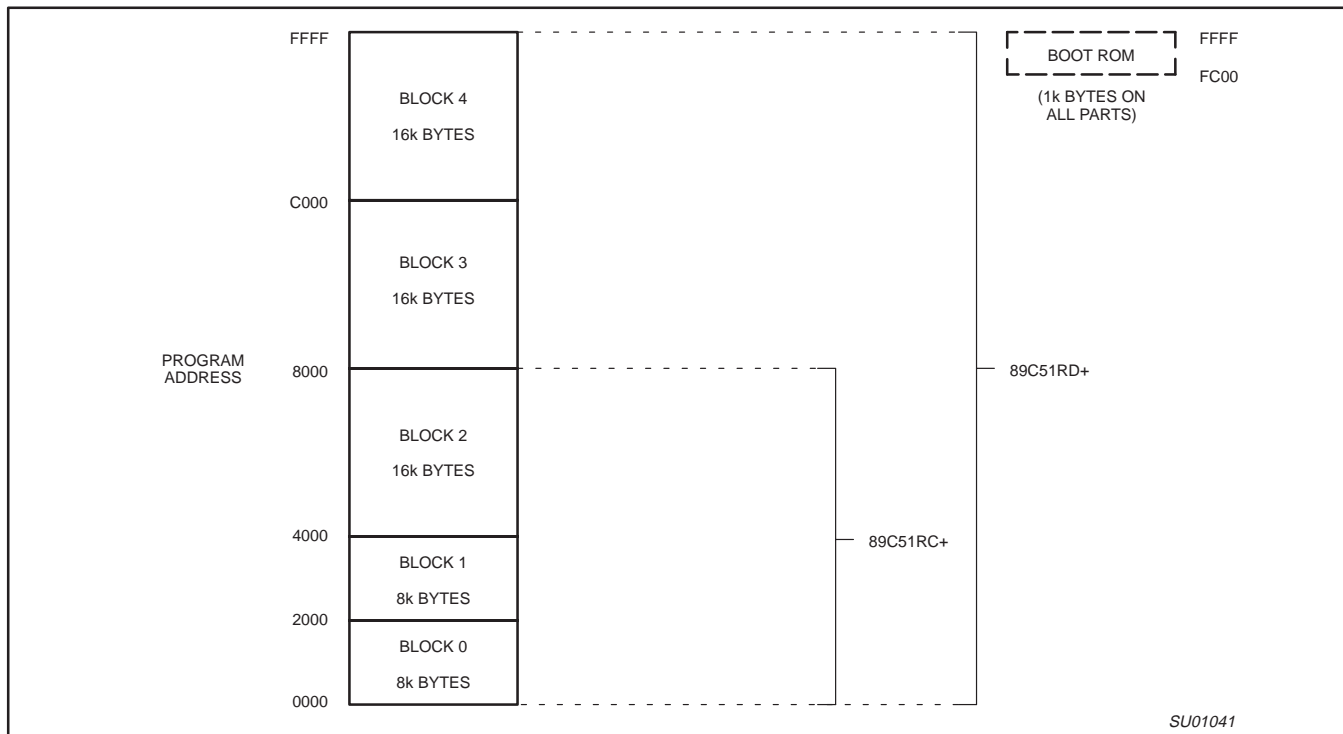 FFFF
BLOCK 4
16k BYTES
C000
BLOCK 3
16k BYTES
PROGRAM
ADDRESS
8000
BLOCK 2
16k BYTES
4000
BLOCK 1
8k BYTES
2000
BLOCK 0
8k BYTES
0000
89C51RC+
89C51RD+
BOOT ROM
FFFF
FC00
(1k BYTES ON
ALL PARTS)
SU01041